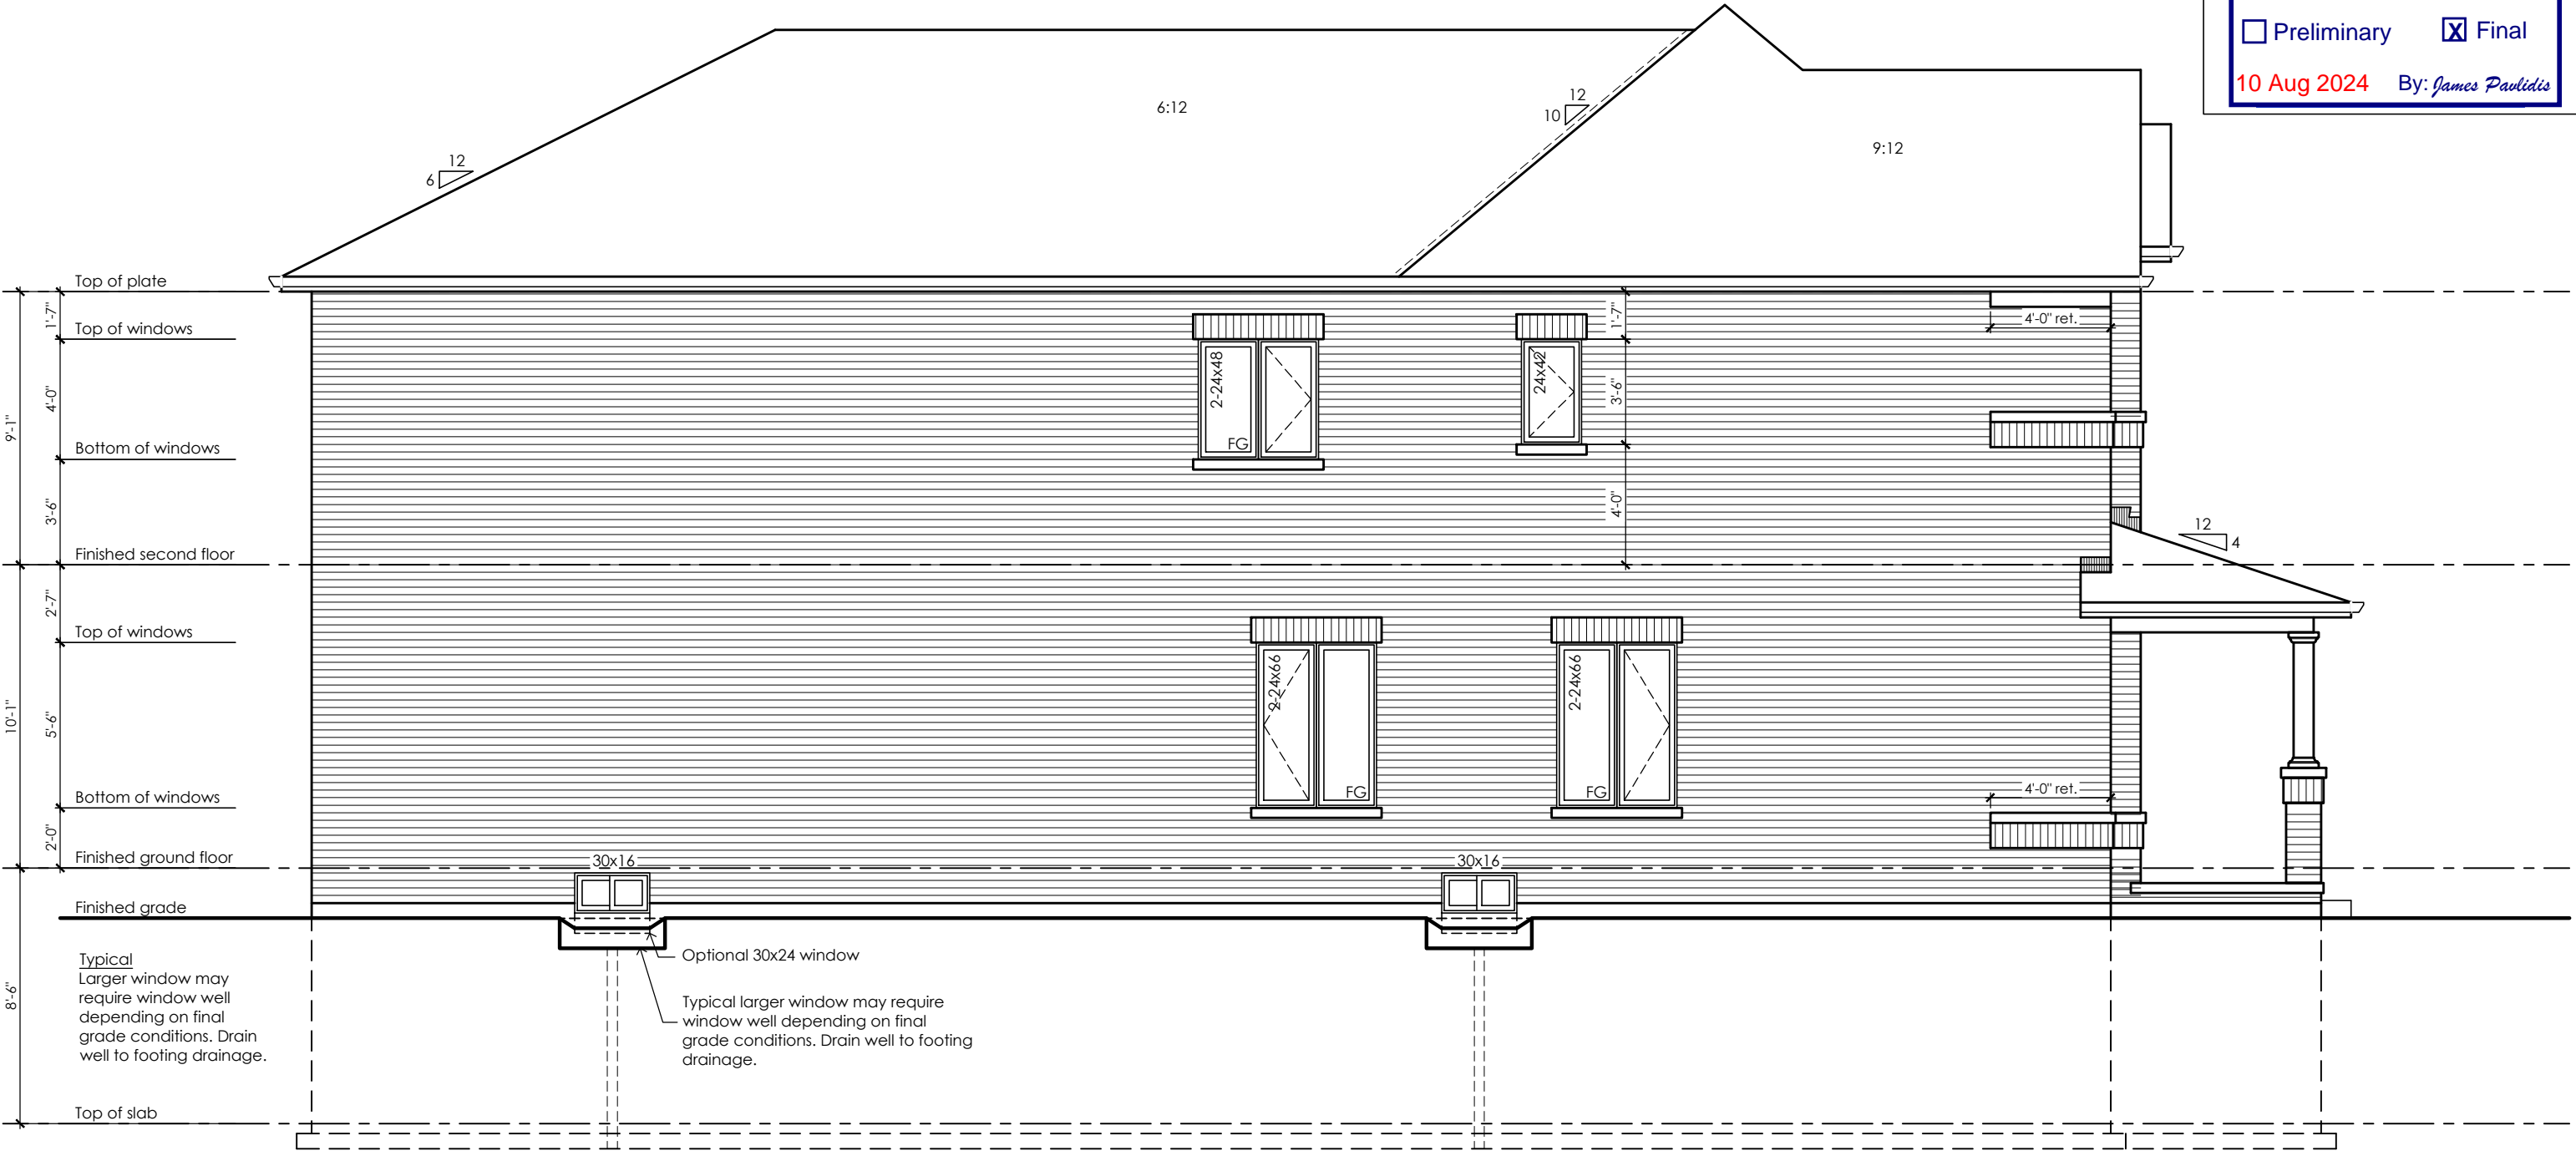 Preliminary
X Final
10 Aug 2024
By: James Pavlidis
12
6
6:12
12
10
9:12
Top of plate
1'-7"
Top of windows
4'-0"
9'-1"
Bottom of windows
3'-6"
Finished second floor
2'-7"
Top of windows
10'-1"
5'-6"
Bottom of windows
2'-0"
Finished ground floor
Finished grade
8'-6"
Top of slab
2-24x48
FG
24x42
1'-7"
3'-6"
4'-0"
4'-0" ret.
12
4
2-24x66
FG
2-24x66
FG
4'-0" ret.
30x16
30x16
Typical
Larger window may
require window well
depending on final
grade conditions. Drain
well to footing drainage.
Optional 30x24 window
Typical larger window may require
window well depending on final
grade conditions. Drain well to footing
drainage.